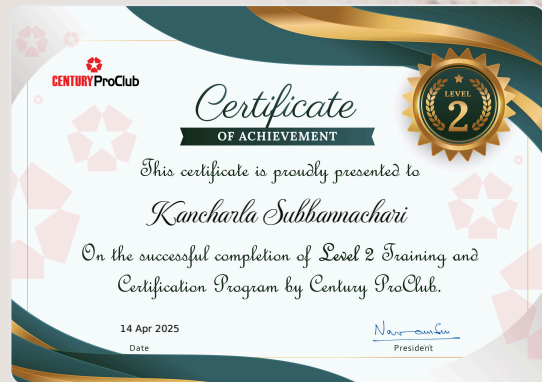 CENTURY ProClub
LEVEL
2
Certificate
OF ACHIEVEMENT
This certificate is proudly presented to
Kancharla Subbannachari
On the successful completion of Level 2 Training and
Certification Program by Century ProClub.
14 Apr 2025
Date
President